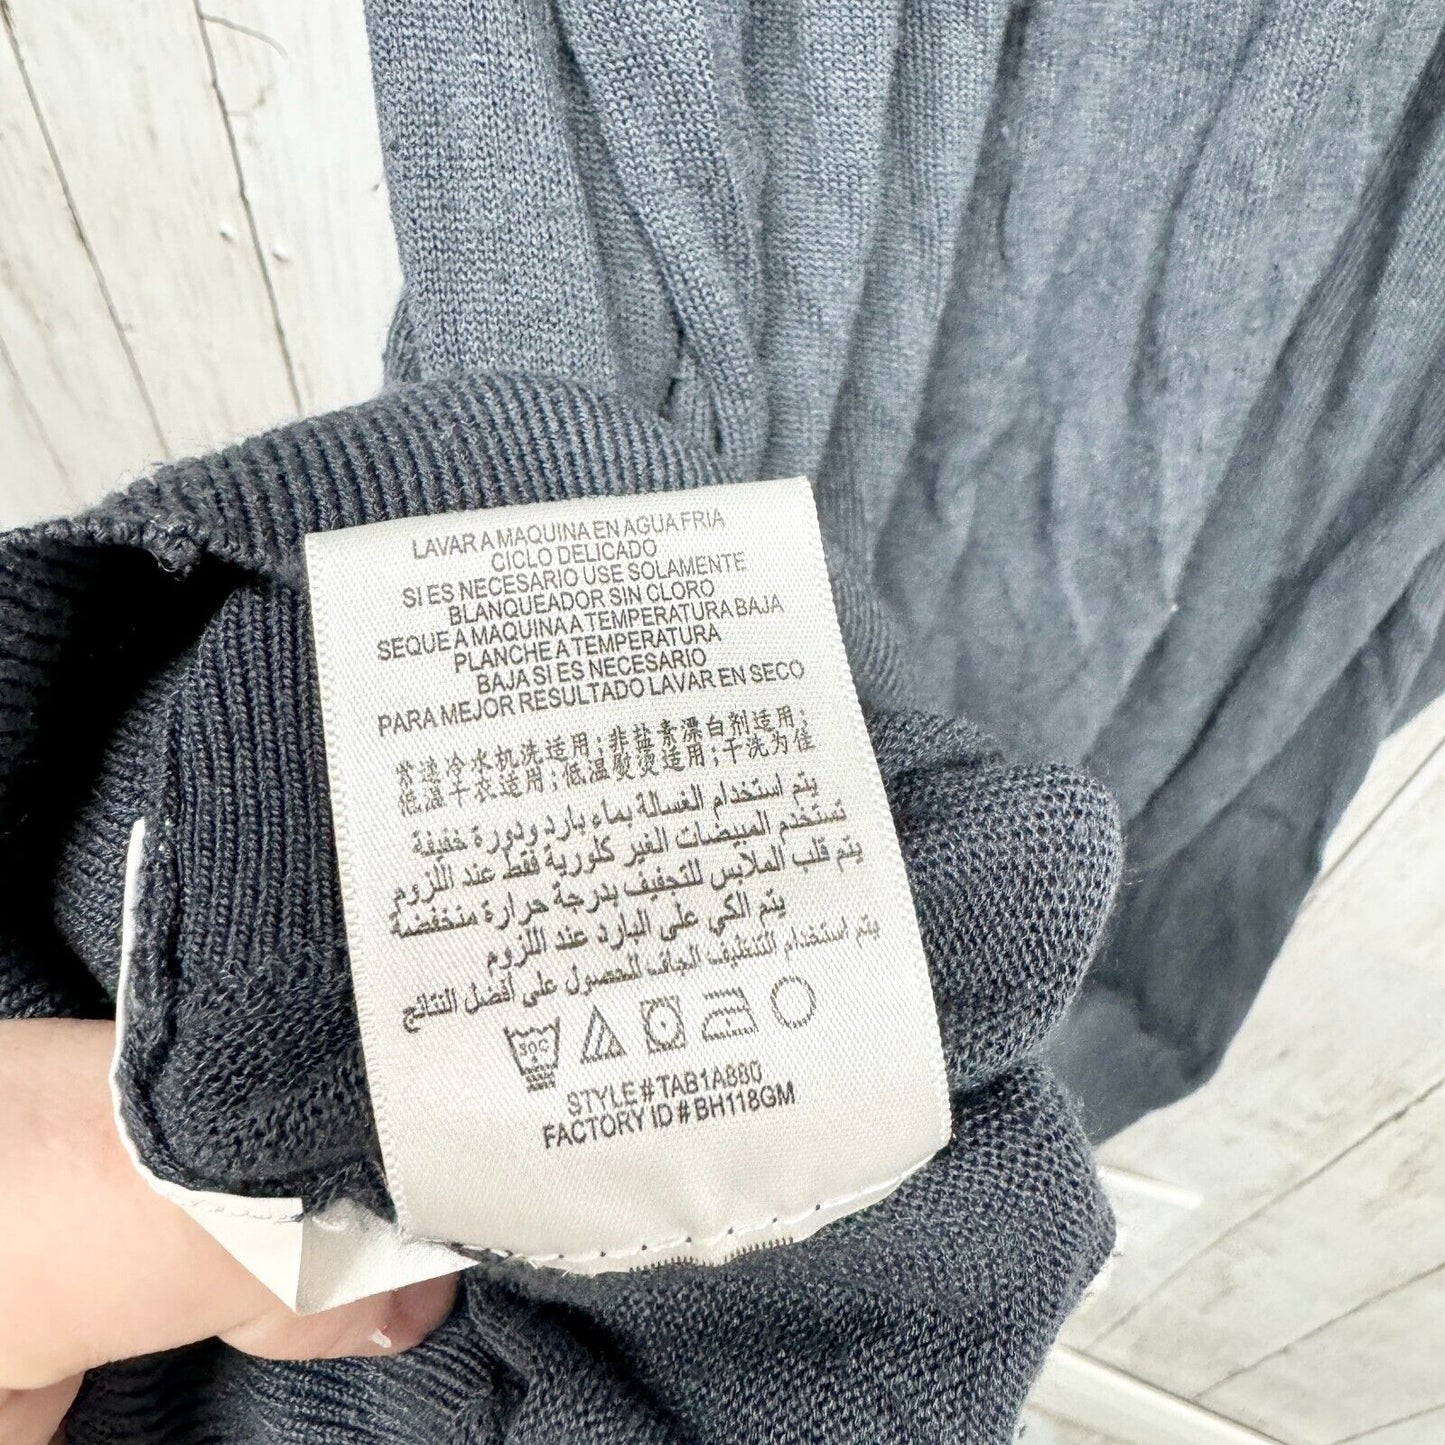 LAVAR A MAQUINA EN AGUA FRIA
CICLO DELICADO
SI ES NECESARIO USE SOLAMENTE
BLANQUEADOR SIN CLORO
SEQUE A MAQUINA A TEMPERATURA BAJA
PLANCHE A TEMPERATURA
BAJA SI ES NECESARIO
PARA MEJOR RESULTADO LAVAR EN SECO
常速冷水机洗适用;非盐素漂白剂适用;
低温干衣适用;低温熨烫适用;干洗为佳
يتم استخدام الغسالة بماء بارد ودورة خفيفة
تستخدم المبيضات الغير كلورية فقط عند اللزوم
يتم قلب الملابس للتجفيف بدرجة حرارة منخفضة
يتم الكي على البارد عند اللزوم
يتم استخدام التنظيف الجاف للحصول على أفضل النتائج
30C
STYLE # TAB1A880
FACTORY ID # BH118GM